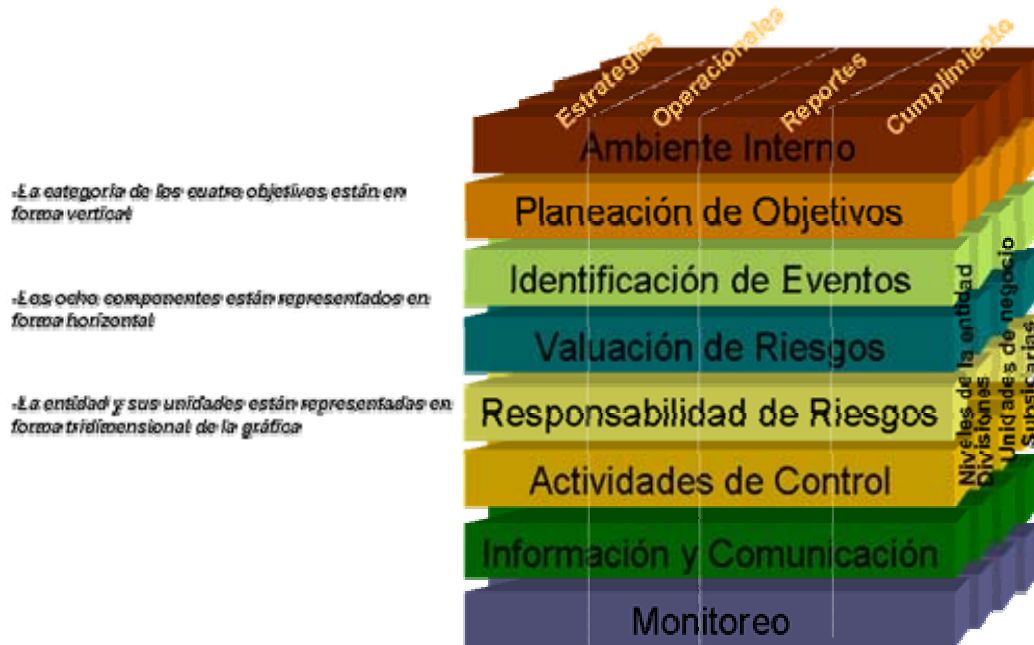 Estrategies
Operacionales
Reportes
Cumplimiento
Ambiente Interno
-La categoría de los cuatro objetivos están en
forma vertical
Planeación de Objetivos
Identificación de Eventos
-Los ocho componentes están representados en
forma horizontal
Valuación de Riesgos
-La entidad y sus unidades están representadas en
forma tridimensional de la gráfica
Responsabilidad de Riesgos
Actividades de Control
Información y Comunicación
Monitoreo
Niveles de la entidad
Divisiones
Unidades de negocio
Subsicarias